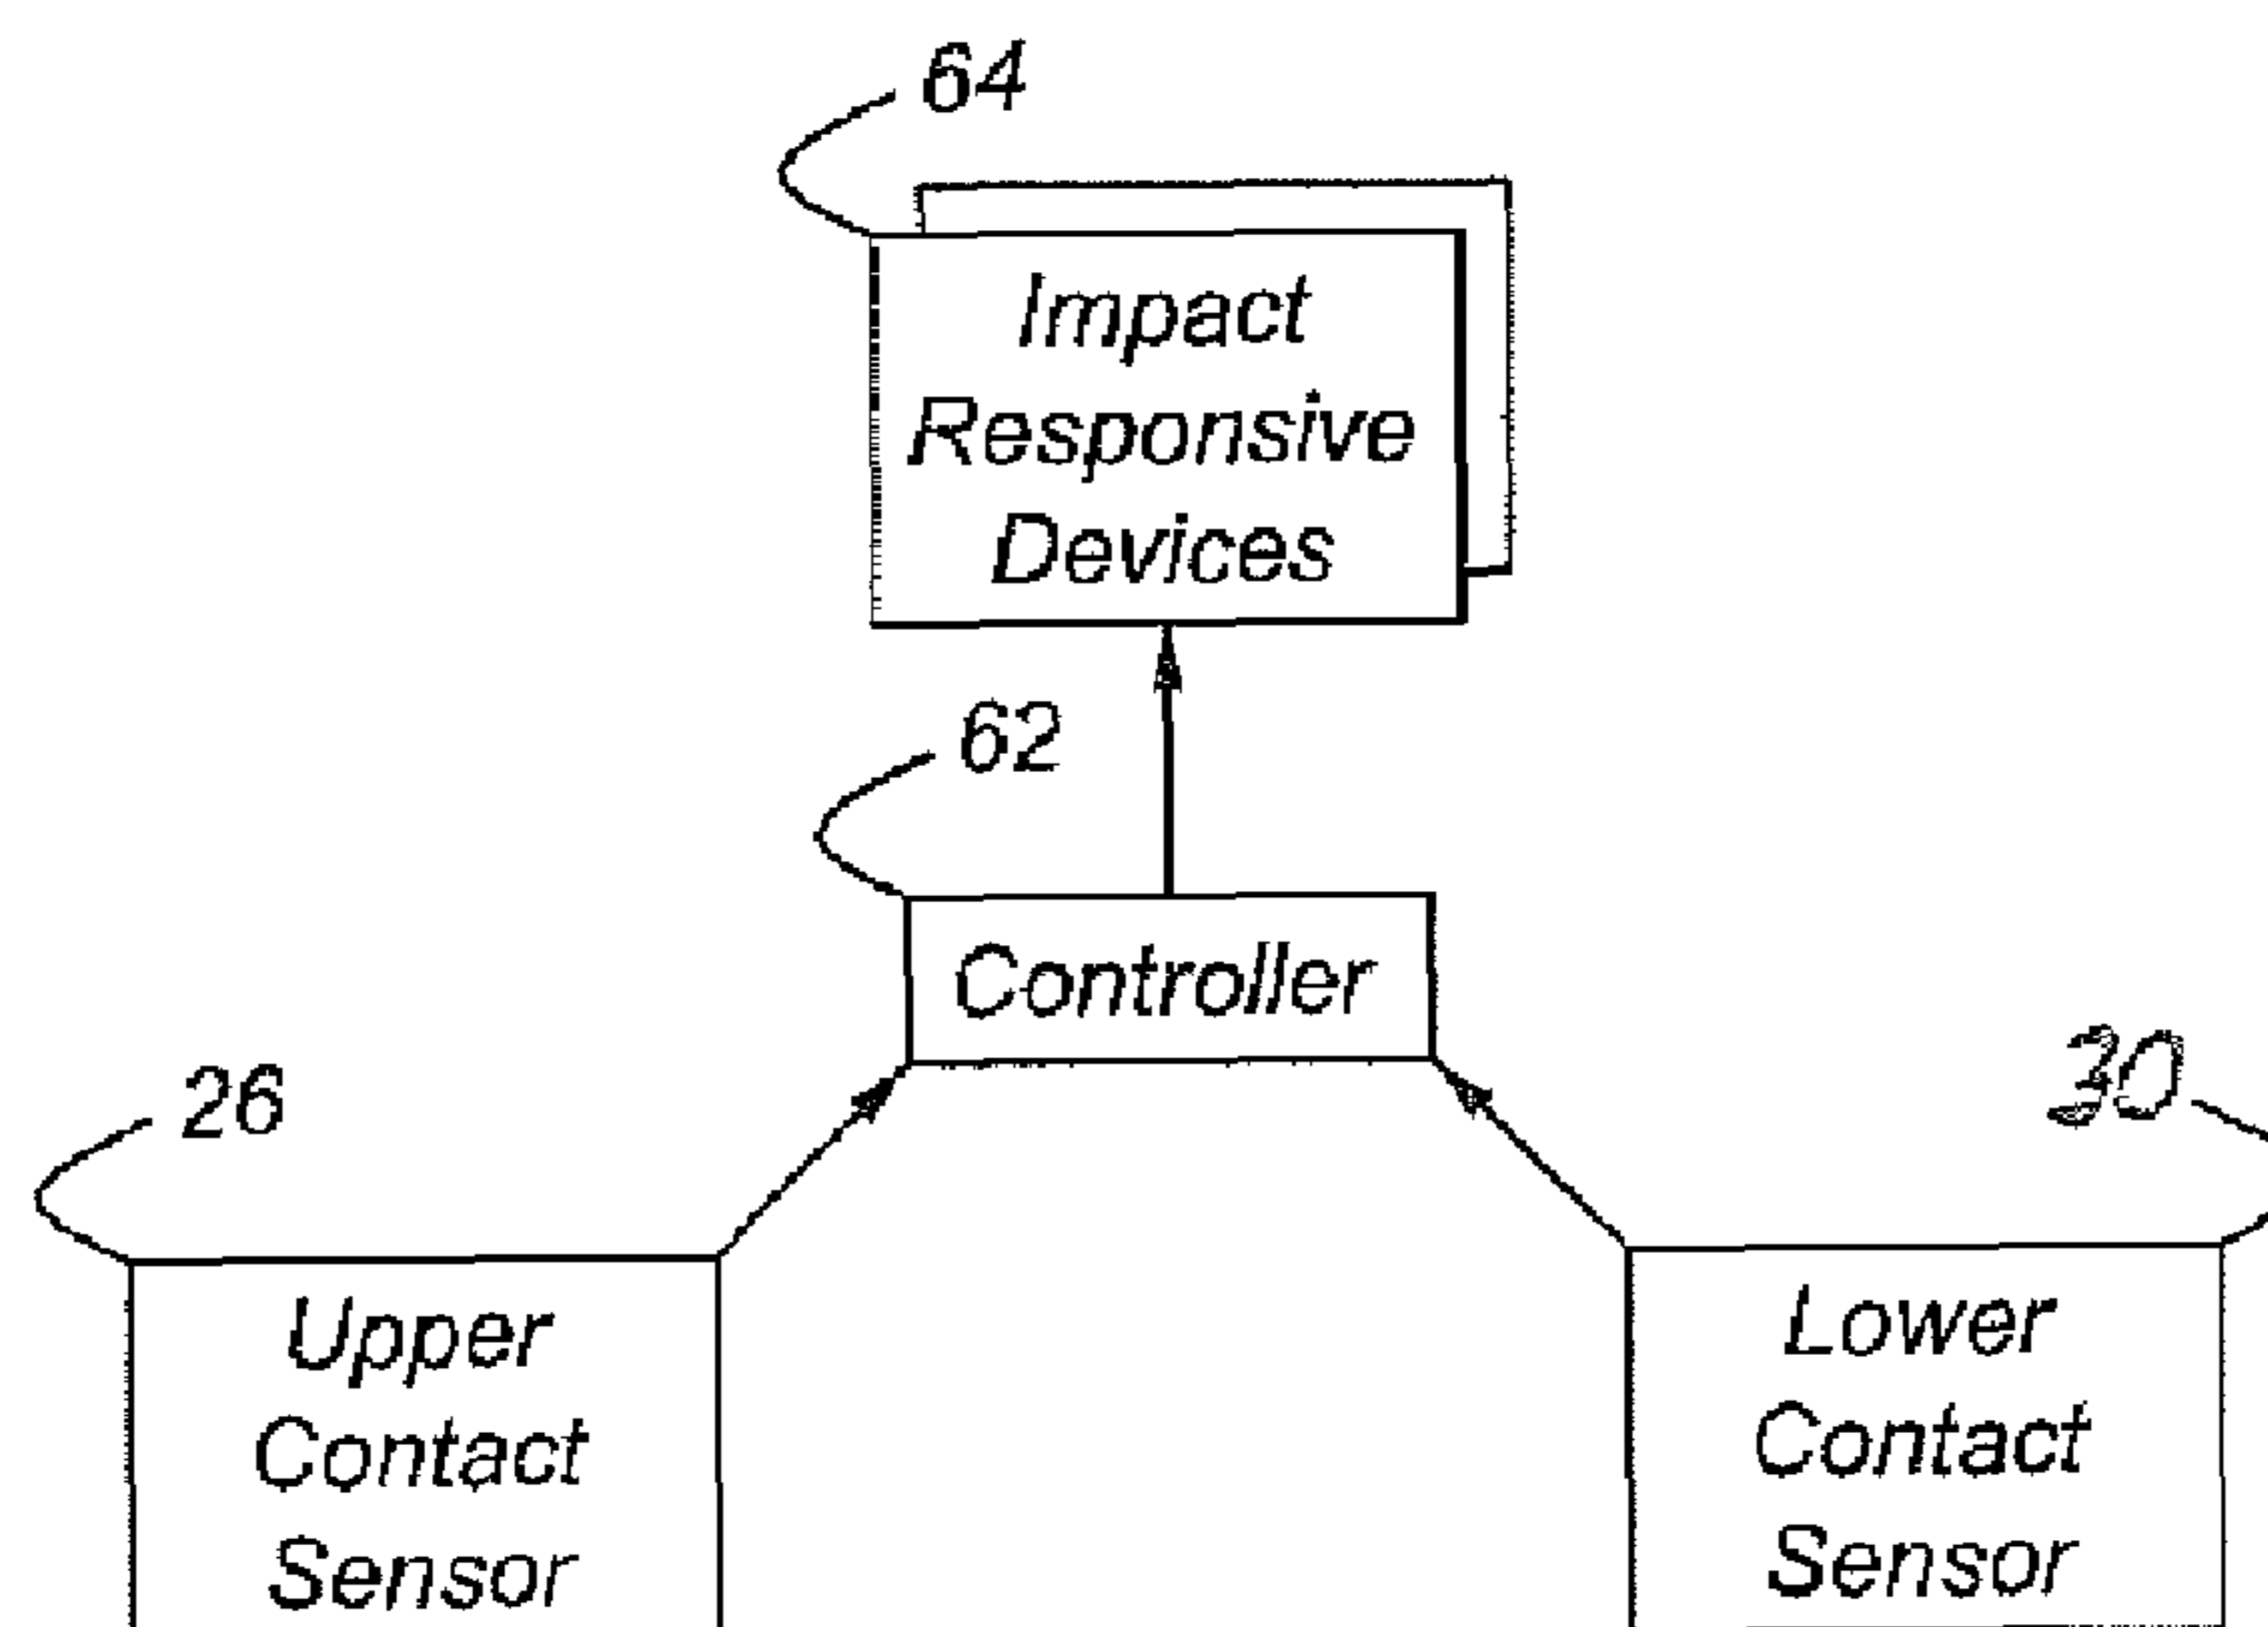 64
Impact
Responsive
Devices
62
Controller
26
30
Upper
Contact
Sensor
Lower
Contact
Sensor